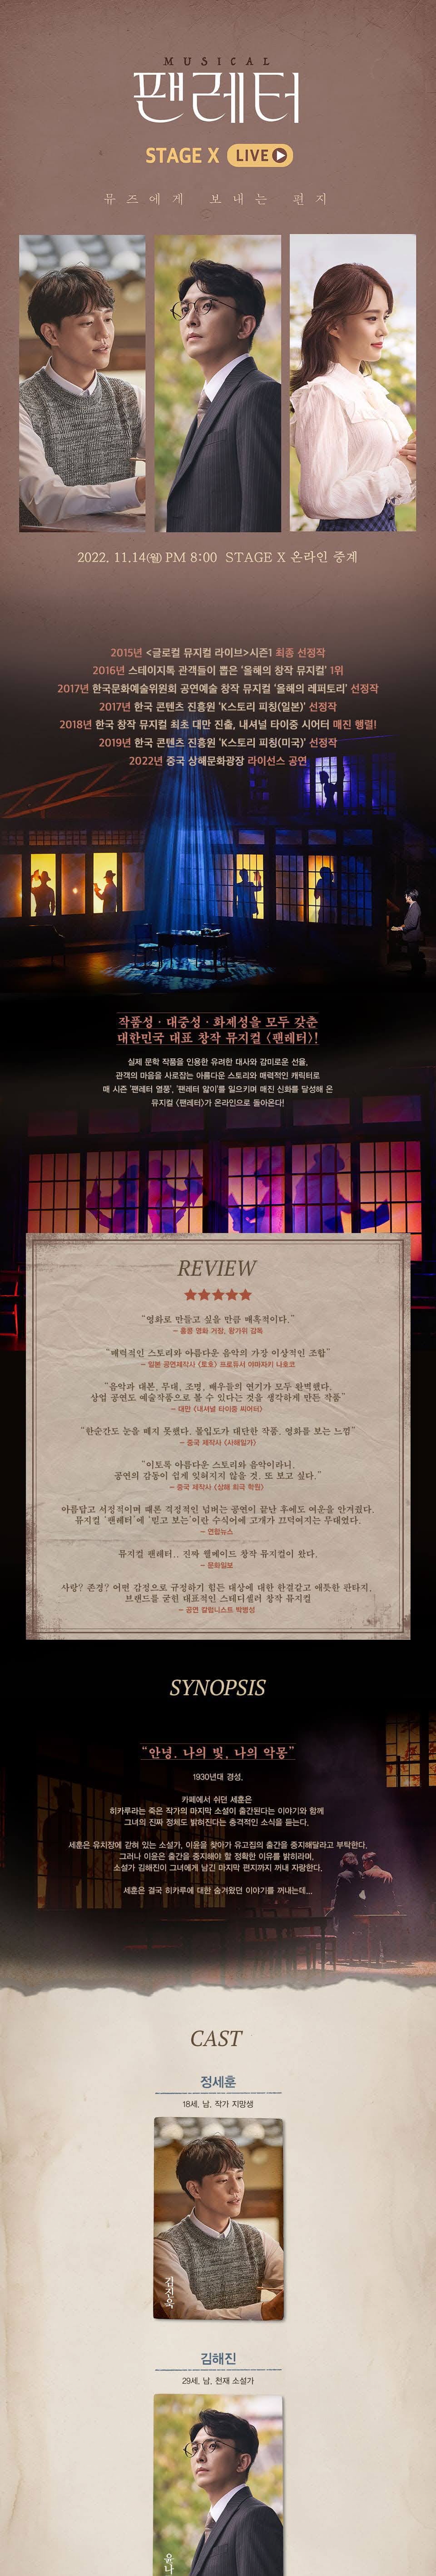 MUSICAL
팬레터
STAGE X LIVE
뮤즈에게 보내는 편지
2022. 11.14(월) PM 8:00 STAGE X 온라인 중계
2015년 <글로컬 뮤지컬 라이브>시즌1 최종 선정작
2016년 스테이지톡 관객들이 뽑은 '올해의 창작 뮤지컬' 1위
2017년 한국문화예술위원회 공연예술 창작 뮤지컬 '올해의 레퍼토리' 선정작
2017년 한국 콘텐츠 진흥원 'K스토리 피칭(일본)' 선정작
2018년 한국 창작 뮤지컬 최초 대만 진출, 내셔널 타이중 시어터 매진 행렬!
2019년 한국 콘텐츠 진흥원 'K스토리 피칭(미국)' 선정작
2022년 중국 상해문화광장 라이선스 공연
작품성 · 대중성 · 화제성을 모두 갖춘
대한민국 대표 창작 뮤지컬 <팬레터>!
실제 문학 작품을 인용한 유려한 대사와 감미로운 선율,
관객의 마음을 사로잡는 아름다운 스토리와 매력적인 캐릭터로
매 시즌 '팬레터 열풍', '팬레터 앓이'를 일으키며 매진 신화를 달성해 온
뮤지컬 <팬레터>가 온라인으로 돌아온다!
REVIEW
"영화로 만들고 싶을 만큼 매혹적이다."
- 홍콩 영화 거장, 왕가위 감독
"매력적인 스토리와 아름다운 음악의 가장 이상적인 조합"
- 일본 공연제작사 <토호> 프로듀서 야마자키 나호코
"음악과 대본, 무대, 조명, 배우들의 연기가 모두 완벽했다.
상업 공연도 예술작품으로 볼 수 있다는 것을 생각하게 만든 작품"
- 대만 <내셔널 타이중 씨어터>
"한순간도 눈을 떼지 못했다. 몰입도가 대단한 작품. 영화를 보는 느낌"
- 중국 제작사 <사해일가>
"이토록 아름다운 스토리와 음악이라니.
공연의 감동이 쉽게 잊혀지지 않을 것. 또 보고 싶다."
- 중국 제작사 <상해 희극 학원>
아름답고 서정적이며 때론 격정적인 넘버는 공연이 끝난 후에도 여운을 안겨줬다.
뮤지컬 '팬레터'에 '믿고 보는'이란 수식어에 고개가 끄덕여지는 무대였다.
- 연합뉴스
뮤지컬 팬레터.. 진짜 웰메이드 창작 뮤지컬이 왔다.
- 문화일보
사랑? 존경? 어떤 감정으로 규정하기 힘든 대상에 대한 한결같고 애틋한 판타지.
브랜드를 굳힌 대표적인 스테디셀러 창작 뮤지컬
- 공연 칼럼니스트 박병성
SYNOPSIS
"안녕. 나의 빛, 나의 악몽"
1930년대 경성.
카페에서 쉬던 세훈은
히카루라는 죽은 작가의 마지막 소설이 출간된다는 이야기와 함께
그녀의 진짜 정체도 밝혀진다는 충격적인 소식을 듣는다.
세훈은 유치장에 갇혀 있는 소설가, 이윤을 찾아가 유고집의 출간을 중지해달라고 부탁한다.
그러나 이윤은 출간을 중지해야 할 정확한 이유를 밝히라며,
소설가 김해진이 그녀에게 남긴 마지막 편지까지 꺼내 자랑한다.
세훈은 결국 히카루에 대한 숨겨왔던 이야기를 꺼내는데...
CAST
정세훈
18세, 남, 작가 지망생
김진욱
김해진
29세, 남, 천재 소설가
윤나